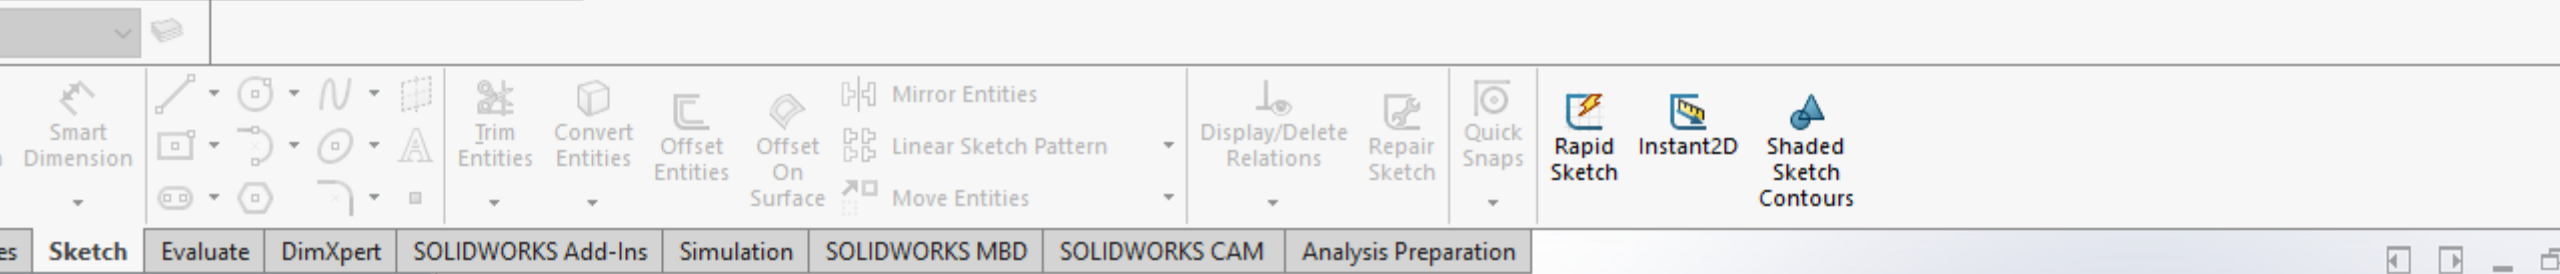 Smart
Dimension
Trim
Entities
Convert
Entities
Offset
Entities
Offset
On
Surface
Mirror Entities
Linear Sketch Pattern
Move Entities
Display/Delete
Relations
Repair
Sketch
Quick
Snaps
Rapid
Sketch
Instant2D
Shaded
Sketch
Contours
es Sketch Evaluate DimXpert SOLIDWORKS Add-Ins Simulation SOLIDWORKS MBD SOLIDWORKS CAM Analysis Preparation